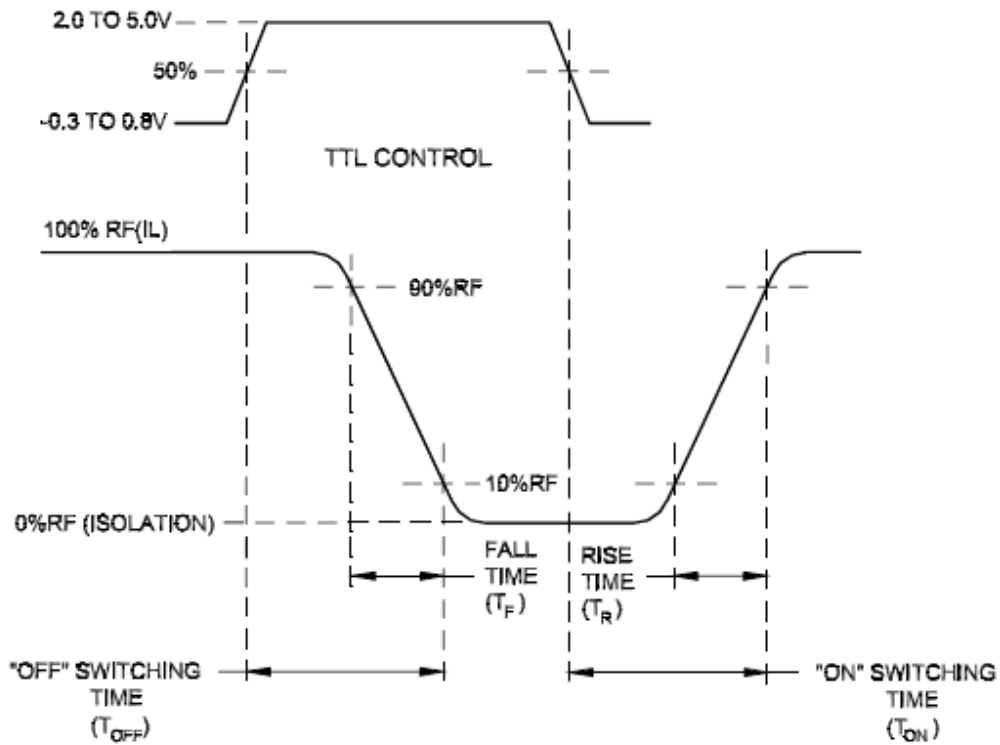 2.0 TO 5.0V
50%
-0.3 TO 0.8V
TTL CONTROL
100% RF(IL)
90%RF
10%RF
0%RF (ISOLATION)
FALL
TIME
(TF)
RISE
TIME
(TR)
"OFF" SWITCHING
TIME
(TOFF)
"ON" SWITCHING
TIME
(TON)